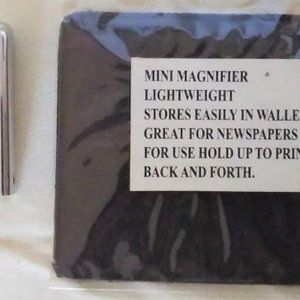 MINI MAGNIFIER
LIGHTWEIGHT
STORES EASILY IN WALLE
GREAT FOR NEWSPAPERS
FOR USE HOLD UP TO PRIN
BACK AND FORTH.